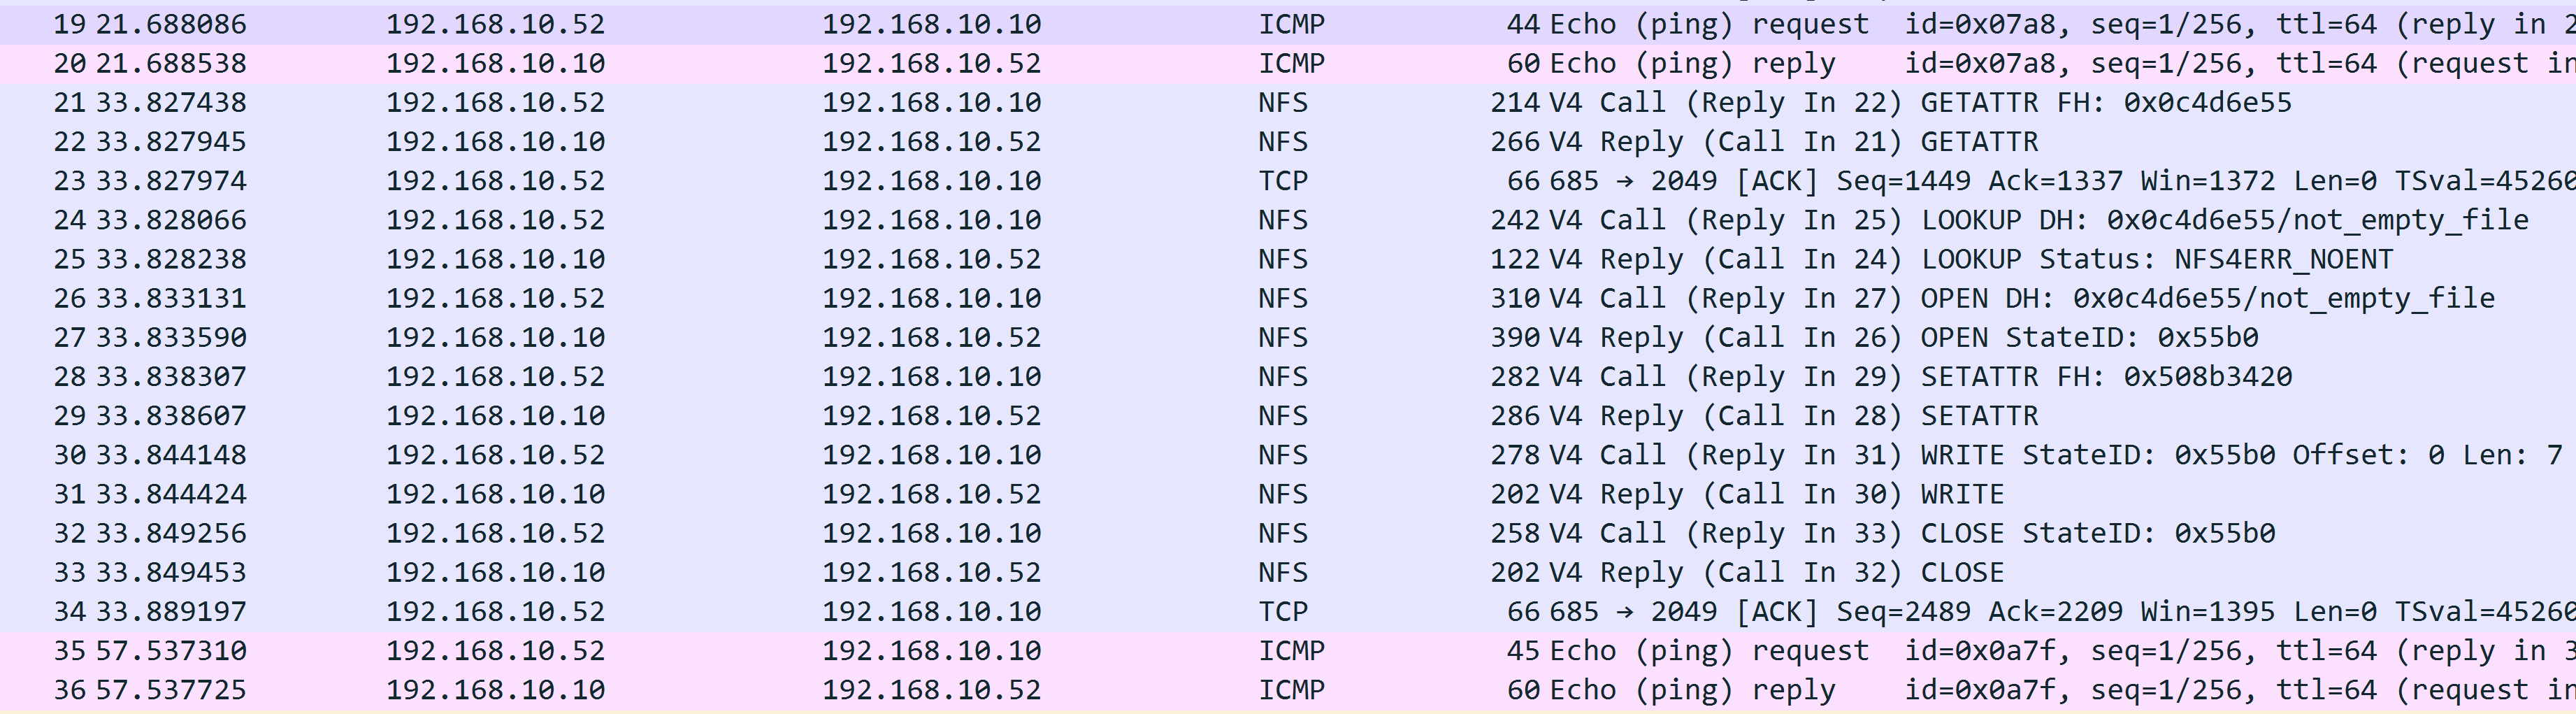 19 21.688086 192.168.10.52 192.168.10.10 ICMP 44 Echo (ping) request id=0x07a8, seq=1/256, ttl=64 (reply in 2
20 21.688538 192.168.10.10 192.168.10.52 ICMP 60 Echo (ping) reply id=0x07a8, seq=1/256, ttl=64 (request in
21 33.827438 192.168.10.52 192.168.10.10 NFS 214 V4 Call (Reply In 22) GETATTR FH: 0x0c4d6e55
22 33.827945 192.168.10.10 192.168.10.52 NFS 266 V4 Reply (Call In 21) GETATTR
23 33.827974 192.168.10.52 192.168.10.10 TCP 66 685 → 2049 [ACK] Seq=1449 Ack=1337 Win=1372 Len=0 TSval=45260
24 33.828066 192.168.10.52 192.168.10.10 NFS 242 V4 Call (Reply In 25) LOOKUP DH: 0x0c4d6e55/not_empty_file
25 33.828238 192.168.10.10 192.168.10.52 NFS 122 V4 Reply (Call In 24) LOOKUP Status: NFS4ERR_NOENT
26 33.833131 192.168.10.52 192.168.10.10 NFS 310 V4 Call (Reply In 27) OPEN DH: 0x0c4d6e55/not_empty_file
27 33.833590 192.168.10.10 192.168.10.52 NFS 390 V4 Reply (Call In 26) OPEN StateID: 0x55b0
28 33.838307 192.168.10.52 192.168.10.10 NFS 282 V4 Call (Reply In 29) SETATTR FH: 0x508b3420
29 33.838607 192.168.10.10 192.168.10.52 NFS 286 V4 Reply (Call In 28) SETATTR
30 33.844148 192.168.10.52 192.168.10.10 NFS 278 V4 Call (Reply In 31) WRITE StateID: 0x55b0 Offset: 0 Len: 7
31 33.844424 192.168.10.10 192.168.10.52 NFS 202 V4 Reply (Call In 30) WRITE
32 33.849256 192.168.10.52 192.168.10.10 NFS 258 V4 Call (Reply In 33) CLOSE StateID: 0x55b0
33 33.849453 192.168.10.10 192.168.10.52 NFS 202 V4 Reply (Call In 32) CLOSE
34 33.889197 192.168.10.52 192.168.10.10 TCP 66 685 → 2049 [ACK] Seq=2489 Ack=2209 Win=1395 Len=0 TSval=45260
35 57.537310 192.168.10.52 192.168.10.10 ICMP 45 Echo (ping) request id=0x0a7f, seq=1/256, ttl=64 (reply in 3
36 57.537725 192.168.10.10 192.168.10.52 ICMP 60 Echo (ping) reply id=0x0a7f, seq=1/256, ttl=64 (request in